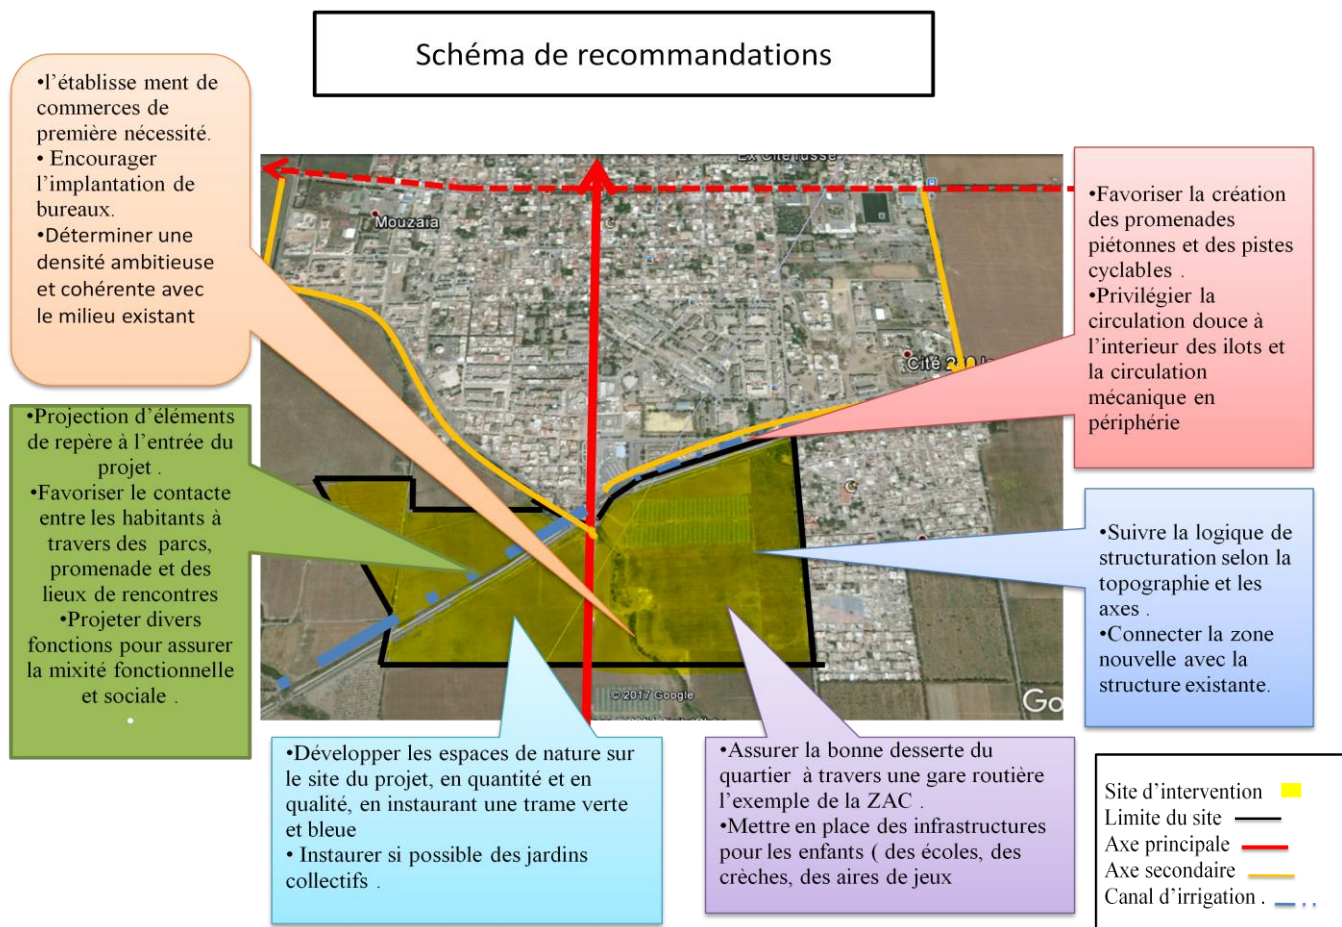 Schéma de recommandations
•l'établisse ment de
commerces de
première nécessité.
• Encourager
l'implantation de
bureaux.
•Déterminer une
densité ambitieuse
et cohérente avec
le milieu existant
•Projection d'éléments
de repère à l'entrée du
projet .
•Favoriser le contacte
entre les habitants à
travers des parcs,
promenade et des
lieux de rencontres
•Projeter divers
fonctions pour assurer
la mixité fonctionnelle
et sociale .
•
Ex Cité russe
Mouzaïa
Cité 2
© 2017 Google
Go
•Favoriser la création
des promenades
piétonnes et des pistes
cyclables .
•Privilégier la
circulation douce à
l'interieur des ilots et
la circulation
mécanique en
périphérie
•Suivre la logique de
structuration selon la
topographie et les
axes .
•Connecter la zone
nouvelle avec la
structure existante.
•Développer les espaces de nature sur
le site du projet, en quantité et en
qualité, en instaurant une trame verte
et bleue
• Instaurer si possible des jardins
collectifs .
•Assurer la bonne desserte du
quartier à travers une gare routière
l'exemple de la ZAC .
•Mettre en place des infrastructures
pour les enfants ( des écoles, des
crèches, des aires de jeux
Site d'intervention
Limite du site
Axe principale
Axe secondaire
Canal d'irrigation .